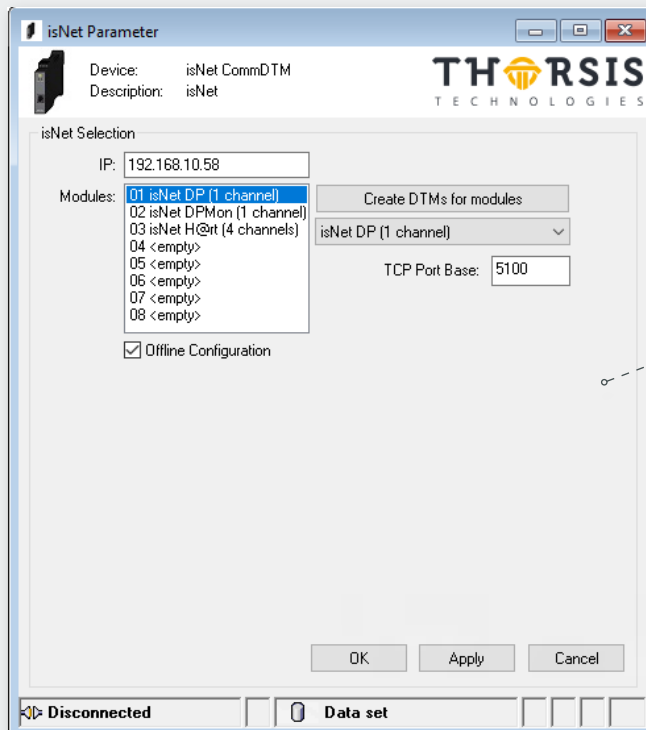 isNet Parameter
Device: isNet CommDTM
Description: isNet
THORSIS
TECHNOLOGIES
isNet Selection
IP: 192.168.10.58
Modules: 01 isNet DP (1 channel)
02 isNet DPMon (1 channel)
03 isNet H@rt (4 channels)
04 <empty>
05 <empty>
06 <empty>
07 <empty>
08 <empty>
Create DTMs for modules
isNet DP (1 channel)
TCP Port Base: 5100
Offline Configuration
OK Apply Cancel
Disconnected Data set